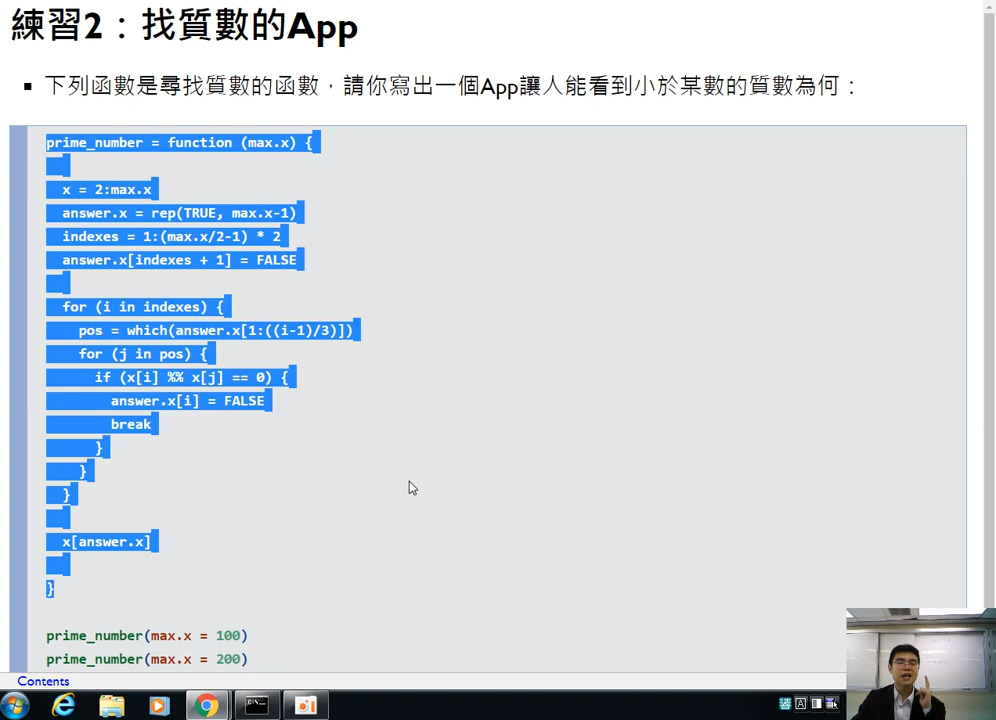 練習2：找質數的App
▪ 下列函數是尋找質數的函數，請你寫出一個App讓人能看到小於某數的質數為何：
prime_number = function (max.x) {
x = 2:max.x
answer.x = rep(TRUE, max.x-1)
indexes = 1:(max.x/2-1) * 2
answer.x[indexes + 1] = FALSE
for (i in indexes) {
pos = which(answer.x[1:((i-1)/3)])
for (j in pos) {
if (x[i] %% x[j] == 0) {
answer.x[i] = FALSE
break
}
}
}
x[answer.x]
}
prime_number(max.x = 100)
prime_number(max.x = 200)
Contents